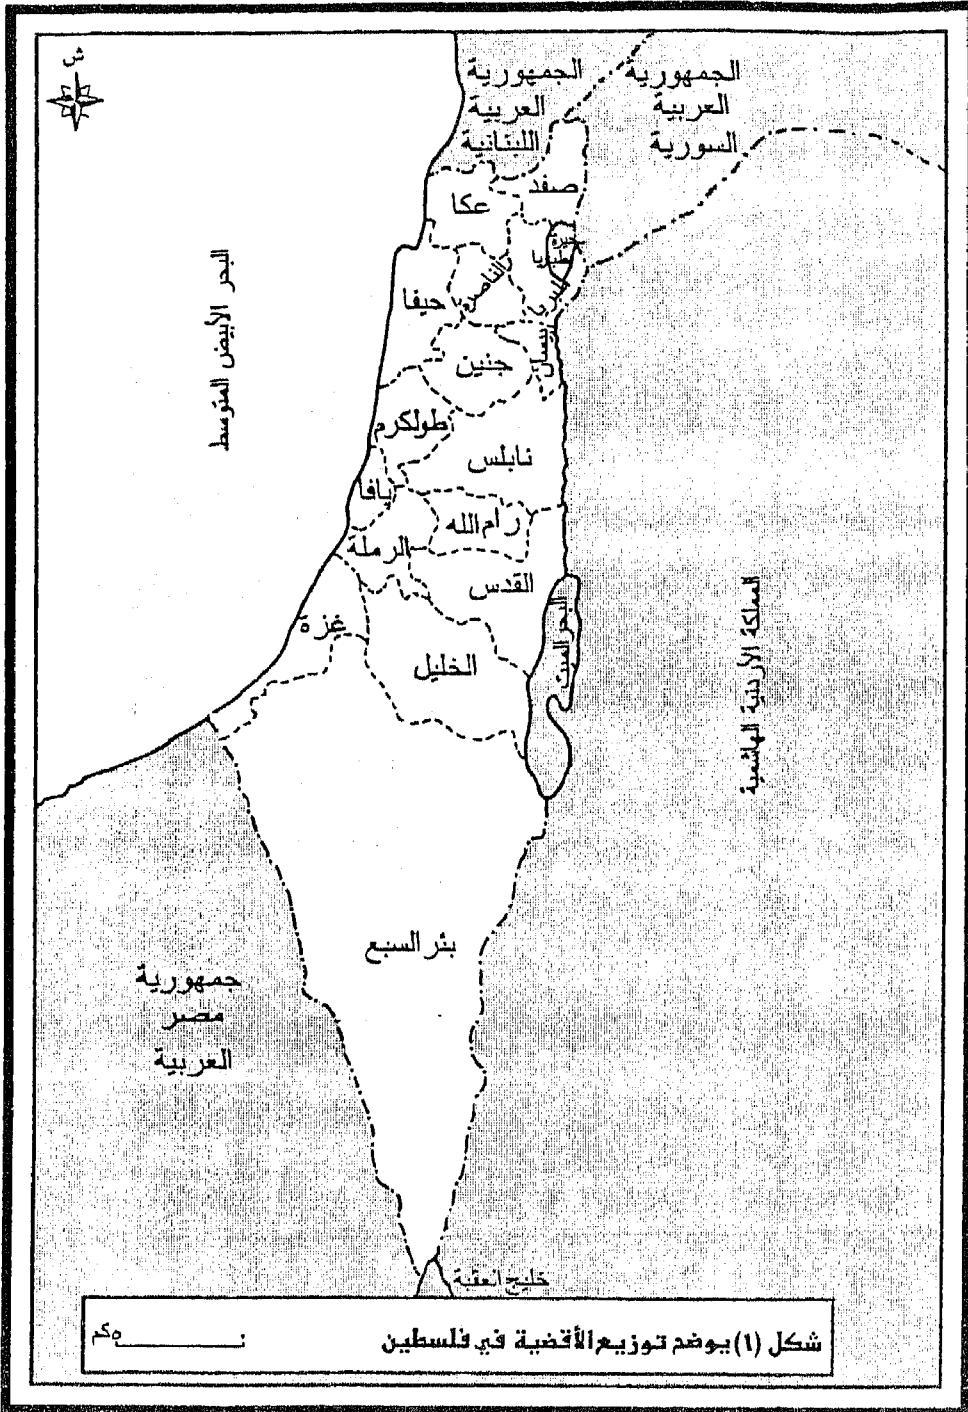 ش
الجمهورية
العربية
اللبنانية
الجمهورية
العربية
السورية
صفد
عكا
بحيرة
طبريا
طبريا
الناصرة
حيفا
بيسان
جنين
البحر الأبيض المتوسط
طولكرم
نابلس
يافا
رام الله
الرملة
القدس
البحر الميت
غزة
الخليل
المملكة الأردنية الهاشمية
بئر السبع
جمهورية
مصر
العربية
خليج العقبة
شكل (١) يوضح توزيع الأقضية في فلسطين